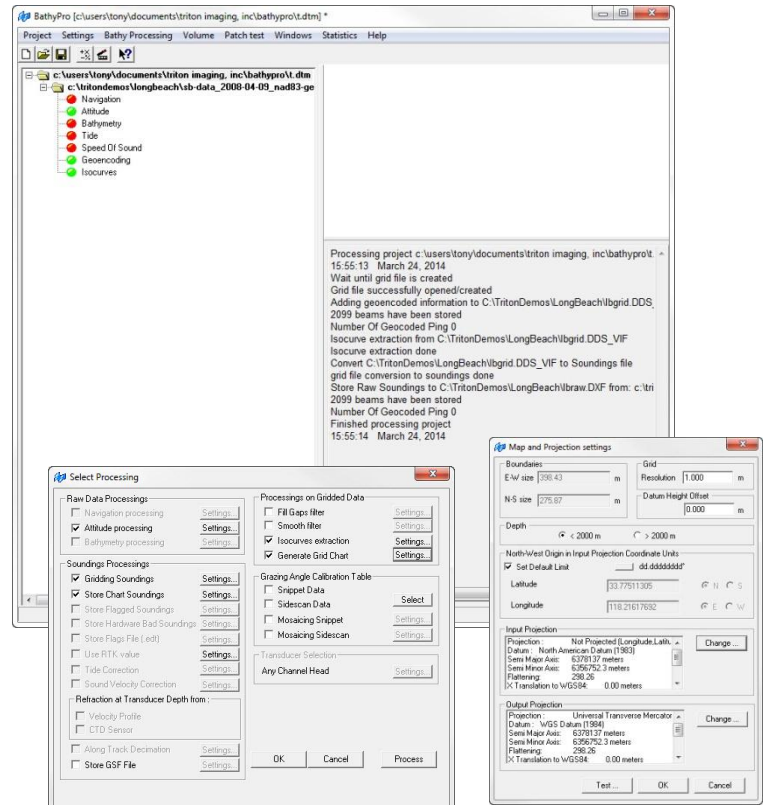 BathyPro [c:\users\tony\documents\triton imaging, inc\bathypro\t.dtm] *
Project Settings Bathy Processing Volume Patch test Windows Statistics Help
c:\users\tony\documents\triton imaging, inc\bathypro\t.dtm
c:\tritondemos\longbeach\sb-data_2008-04-09_nad83-ge
Navigation
Attitude
Bathymetry
Tide
Speed Of Sound
Geoencoding
Isocurves
Processing project c:\users\tony\documents\triton imaging, inc\bathypro\t.
15:55:13 March 24, 2014
Wait until grid file is created
Grid file successfully opened/created
Adding geoencoded information to C:\TritonDemos\LongBeach\lbgrid.DDS_
2099 beams have been stored
Number Of Geocoded Ping 0
Isocurve extraction from C:\TritonDemos\LongBeach\lbgrid.DDS_VIF
Isocurve extraction done
Convert C:\TritonDemos\LongBeach\lbgrid.DDS_VIF to Soundings file
grid file conversion to soundings done
Store Raw Soundings to C:\TritonDemos\LongBeach\lbraw.DXF from: c:\tri
2099 beams have been stored
Number Of Geocoded Ping 0
Finished processing project
15:55:14 March 24, 2014
Select Processing
Raw Data Processings
Navigation processing Settings...
Attitude processing Settings...
Bathymetry processing Settings...
Soundings Processings
Gridding Soundings Settings...
Store Chart Soundings Settings...
Store Flagged Soundings Settings...
Store Hardware Bad Soundings Settings...
Store Flags File (.edt) Settings...
Use RTK value Settings...
Tide Correction Settings...
Sound Velocity Correction Settings...
Refraction at Transducer Depth from :
Velocity Profile
CTD Sensor
Along Track Decimation Settings...
Store GSF File Settings...
Processings on Gridded Data
Fill Gaps filter Settings...
Smooth filter Settings...
Isocurves extraction Settings...
Generate Grid Chart Settings...
Grazing Angle Calibration Table
Snippet Data
Sidescan Data Select
Mosaicing Snippet Settings...
Mosaicing Sidescan Settings...
Transducer Selection
Any Channel Head Settings...
OK Cancel Process
Map and Projection settings
Boundaries
E-W size 398.43 m
N-S size 275.87 m
Grid
Resolution 1.000 m
Datum Height Offset
0.000 m
Depth
< 2000 m > 2000 m
North-West Origin in Input Projection Coordinate Units
Set Default Limit dd.dddddddd°
Latitude 33.77511305 N S
Longitude 118.21617692 E W
Input Projection
Projection : Not Projected (Longitude,Latitu,
Datum : North American Datum (1983)
Semi Major Axis: 6378137 meters
Semi Minor Axis: 6356752.3 meters
Flattering: 298.26
X Translation to WGS84: 0.00 meters
Change ...
Output Projection
Projection : Universal Transverse Mercator
Datum : WGS Datum (1984)
Semi Major Axis: 6378137 meters
Semi Minor Axis: 6356752.3 meters
Flattering: 298.26
X Translation to WGS84: 0.00 meters
Change ...
Test ... OK Cancel